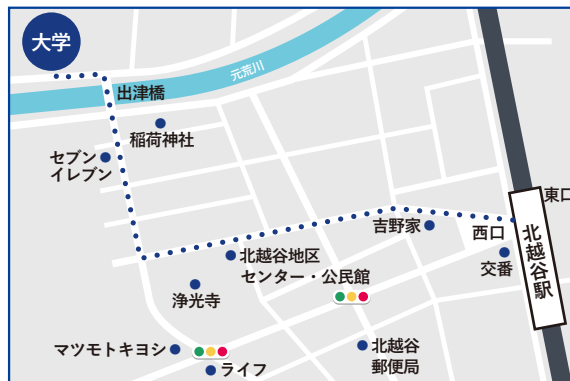 大学
元荒川
出津橋
稲荷神社
セブン
イレブン
東口
吉野家
西口
北越谷駅
交番
北越谷地区
センター・公民館
浄光寺
マツモトキヨシ
ライフ
北越谷
郵便局